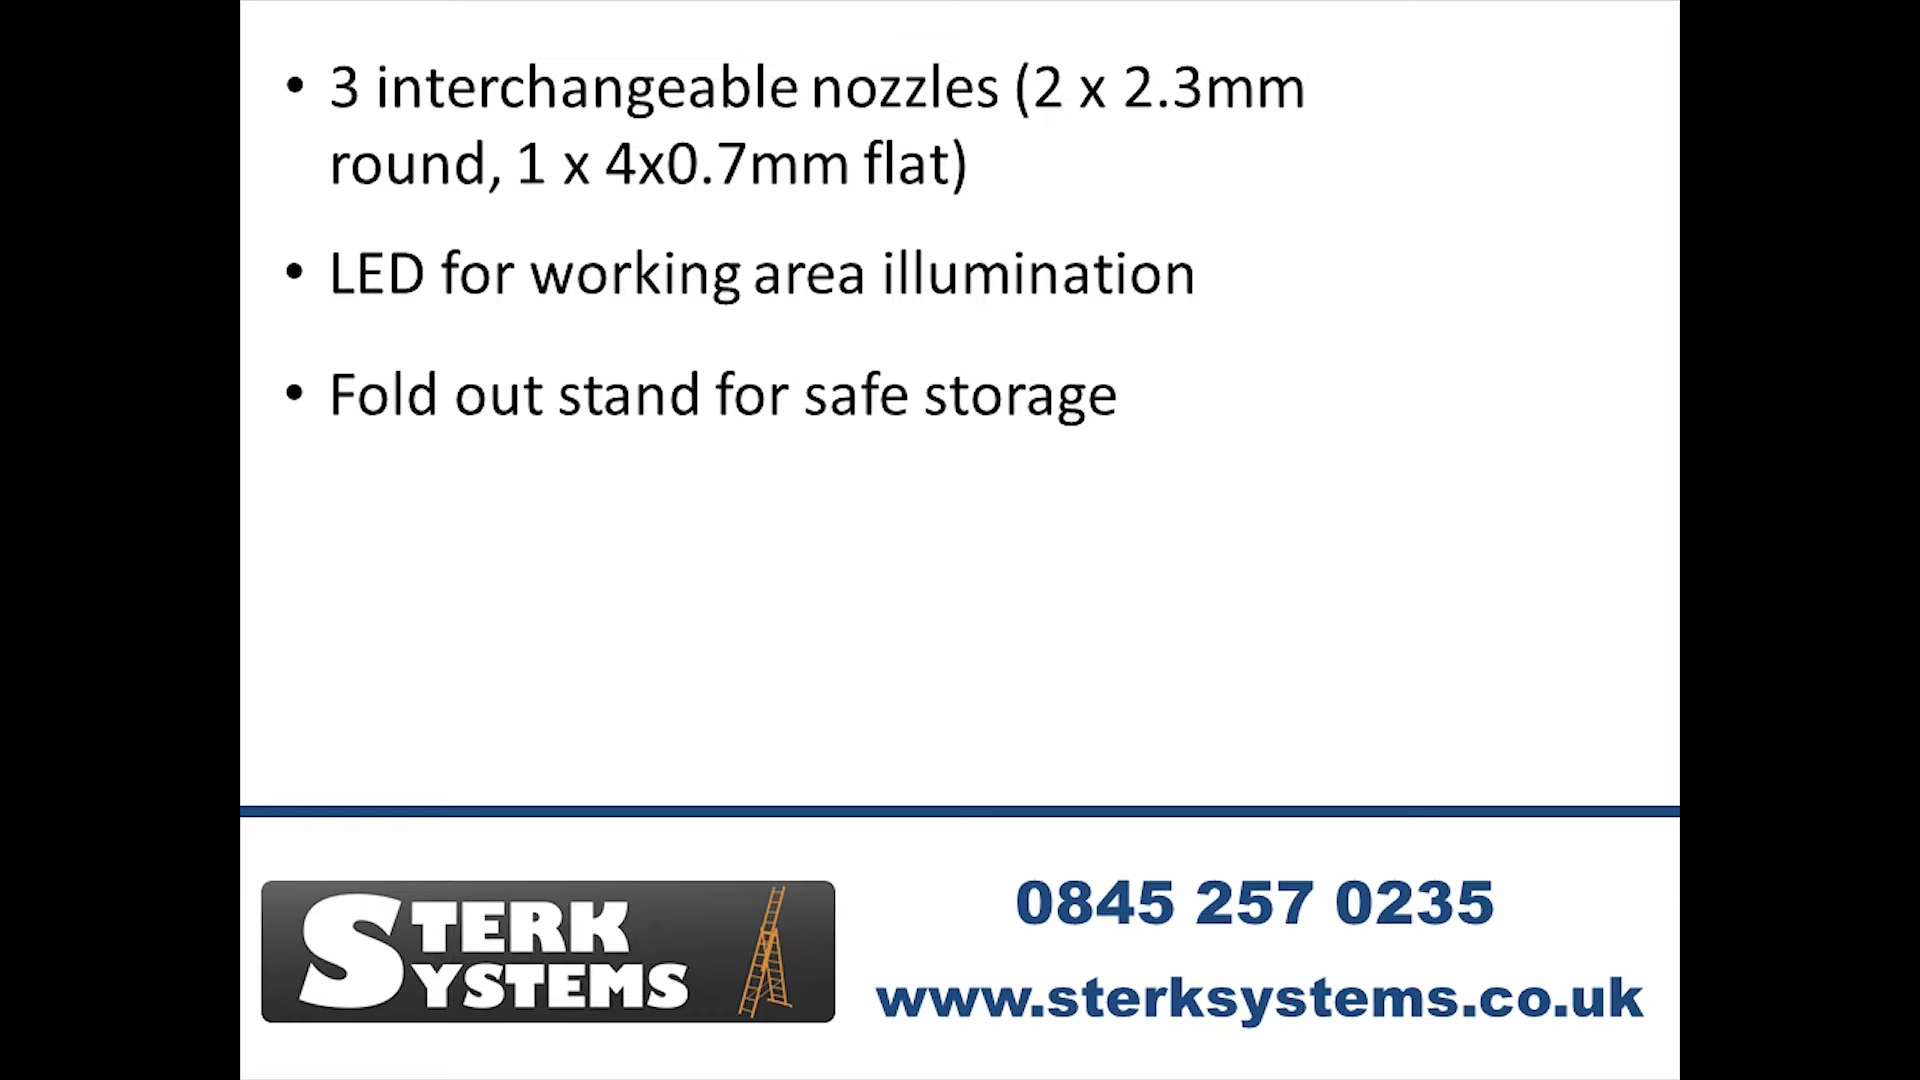 • 3 interchangeable nozzles (2 x 2.3mm
round, 1 x 4x0.7mm flat)
• LED for working area illumination
• Fold out stand for safe storage
STERK
SYSTEMS
0845 257 0235
www.sterksystems.co.uk